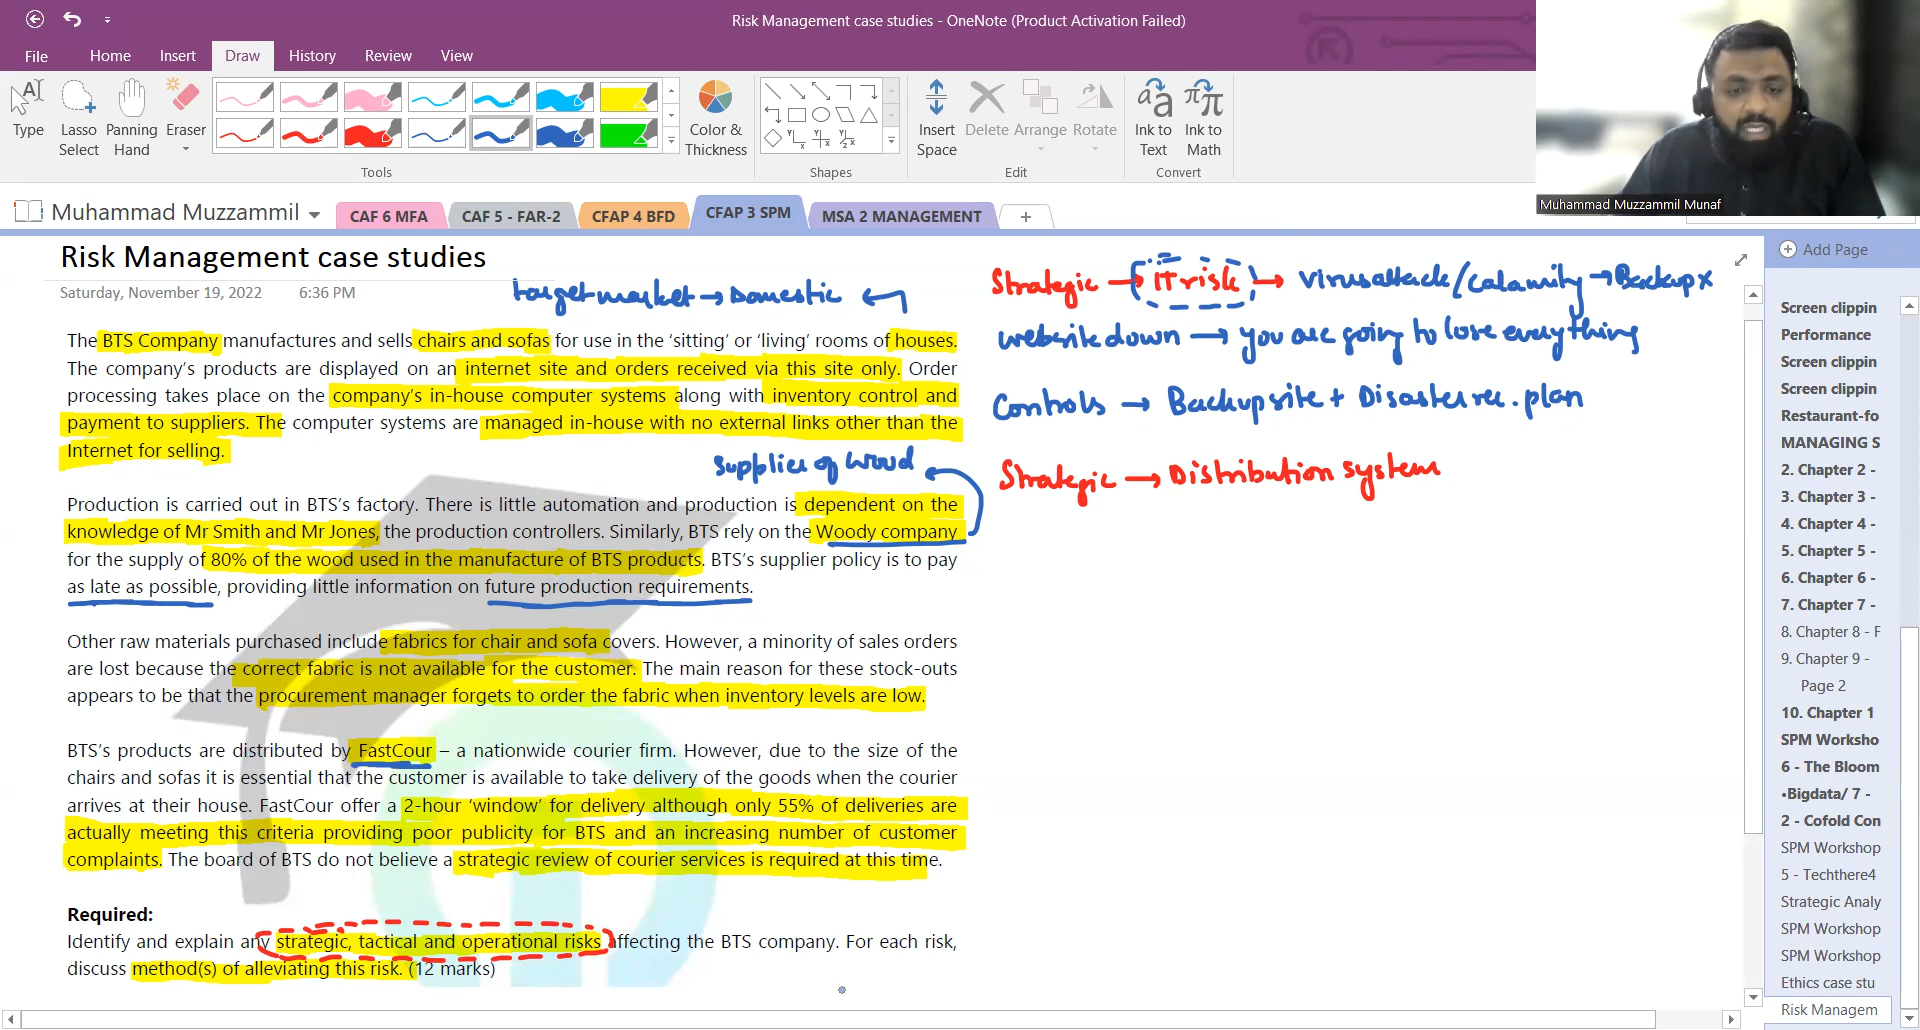 Risk Management case studies - OneNote (Product Activation Failed)
File Home Insert Draw History Review View
Type Lasso Select Panning Hand Eraser Color & Thickness Insert Space Delete Arrange Rotate Ink to Text Ink to Math
Tools Shapes Edit Convert
Muhammad Muzzammil Munaf
Muhammad Muzzammil CAF 6 MFA CAF 5 - FAR-2 CFAP 4 BFD CFAP 3 SPM MSA 2 MANAGEMENT +
Risk Management case studies
Saturday, November 19, 2022 6:36 PM
target market → Domestic
The BTS Company manufactures and sells chairs and sofas for use in the ‘sitting’ or ‘living’ rooms of houses.
The company’s products are displayed on an internet site and orders received via this site only. Order
processing takes place on the company’s in-house computer systems along with inventory control and
payment to suppliers. The computer systems are managed in-house with no external links other than the
Internet for selling.
supplier of wood
Production is carried out in BTS’s factory. There is little automation and production is dependent on the
knowledge of Mr Smith and Mr Jones, the production controllers. Similarly, BTS rely on the Woody company
for the supply of 80% of the wood used in the manufacture of BTS products. BTS’s supplier policy is to pay
as late as possible, providing little information on future production requirements.
Other raw materials purchased include fabrics for chair and sofa covers. However, a minority of sales orders
are lost because the correct fabric is not available for the customer. The main reason for these stock-outs
appears to be that the procurement manager forgets to order the fabric when inventory levels are low.
BTS’s products are distributed by FastCour – a nationwide courier firm. However, due to the size of the
chairs and sofas it is essential that the customer is available to take delivery of the goods when the courier
arrives at their house. FastCour offer a 2-hour ‘window’ for delivery although only 55% of deliveries are
actually meeting this criteria providing poor publicity for BTS and an increasing number of customer
complaints. The board of BTS do not believe a strategic review of courier services is required at this time.
Required:
Identify and explain any strategic, tactical and operational risks affecting the BTS company. For each risk,
discuss method(s) of alleviating this risk. (12 marks)
Strategic → IT risk → virus attack/calamity → Backup x
website down → you are going to lose everything
Controls → Backup site + Disaster rec. plan
Strategic → Distribution system
Add Page
Screen clippin
Performance
Screen clippin
Screen clippin
Restaurant-fo
MANAGING S
2. Chapter 2 -
3. Chapter 3 -
4. Chapter 4 -
5. Chapter 5 -
6. Chapter 6 -
7. Chapter 7 -
8. Chapter 8 - F
9. Chapter 9 -
Page 2
10. Chapter 1
SPM Worksho
6 - The Bloom
•Bigdata/ 7 -
2 - Cofold Con
SPM Workshop
5 - Techthere4
Strategic Analy
SPM Workshop
SPM Workshop
Ethics case stu
Risk Managem